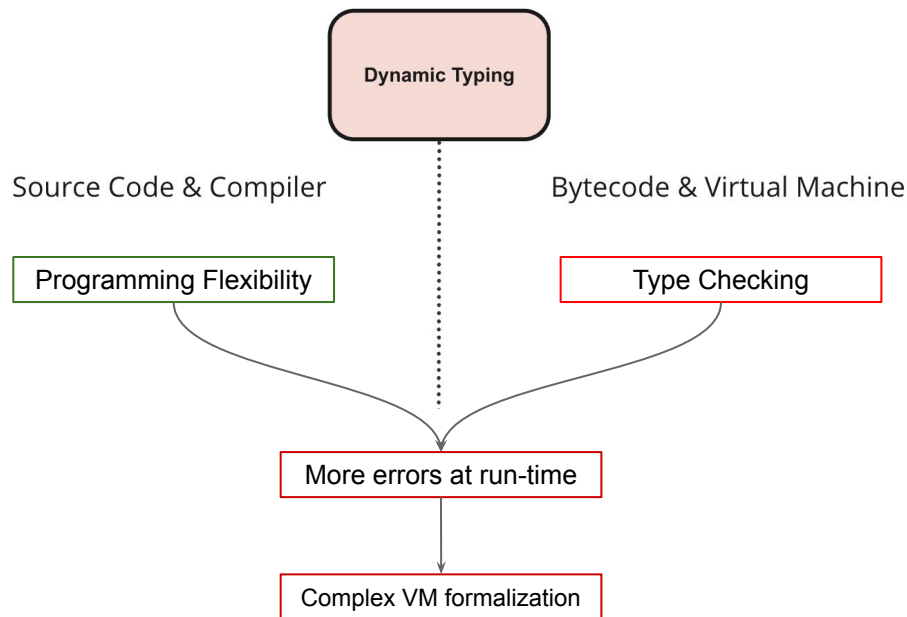 Dynamic Typing
Source Code & Compiler
Bytecode & Virtual Machine
Programming Flexibility
Type Checking
More errors at run-time
Complex VM formalization